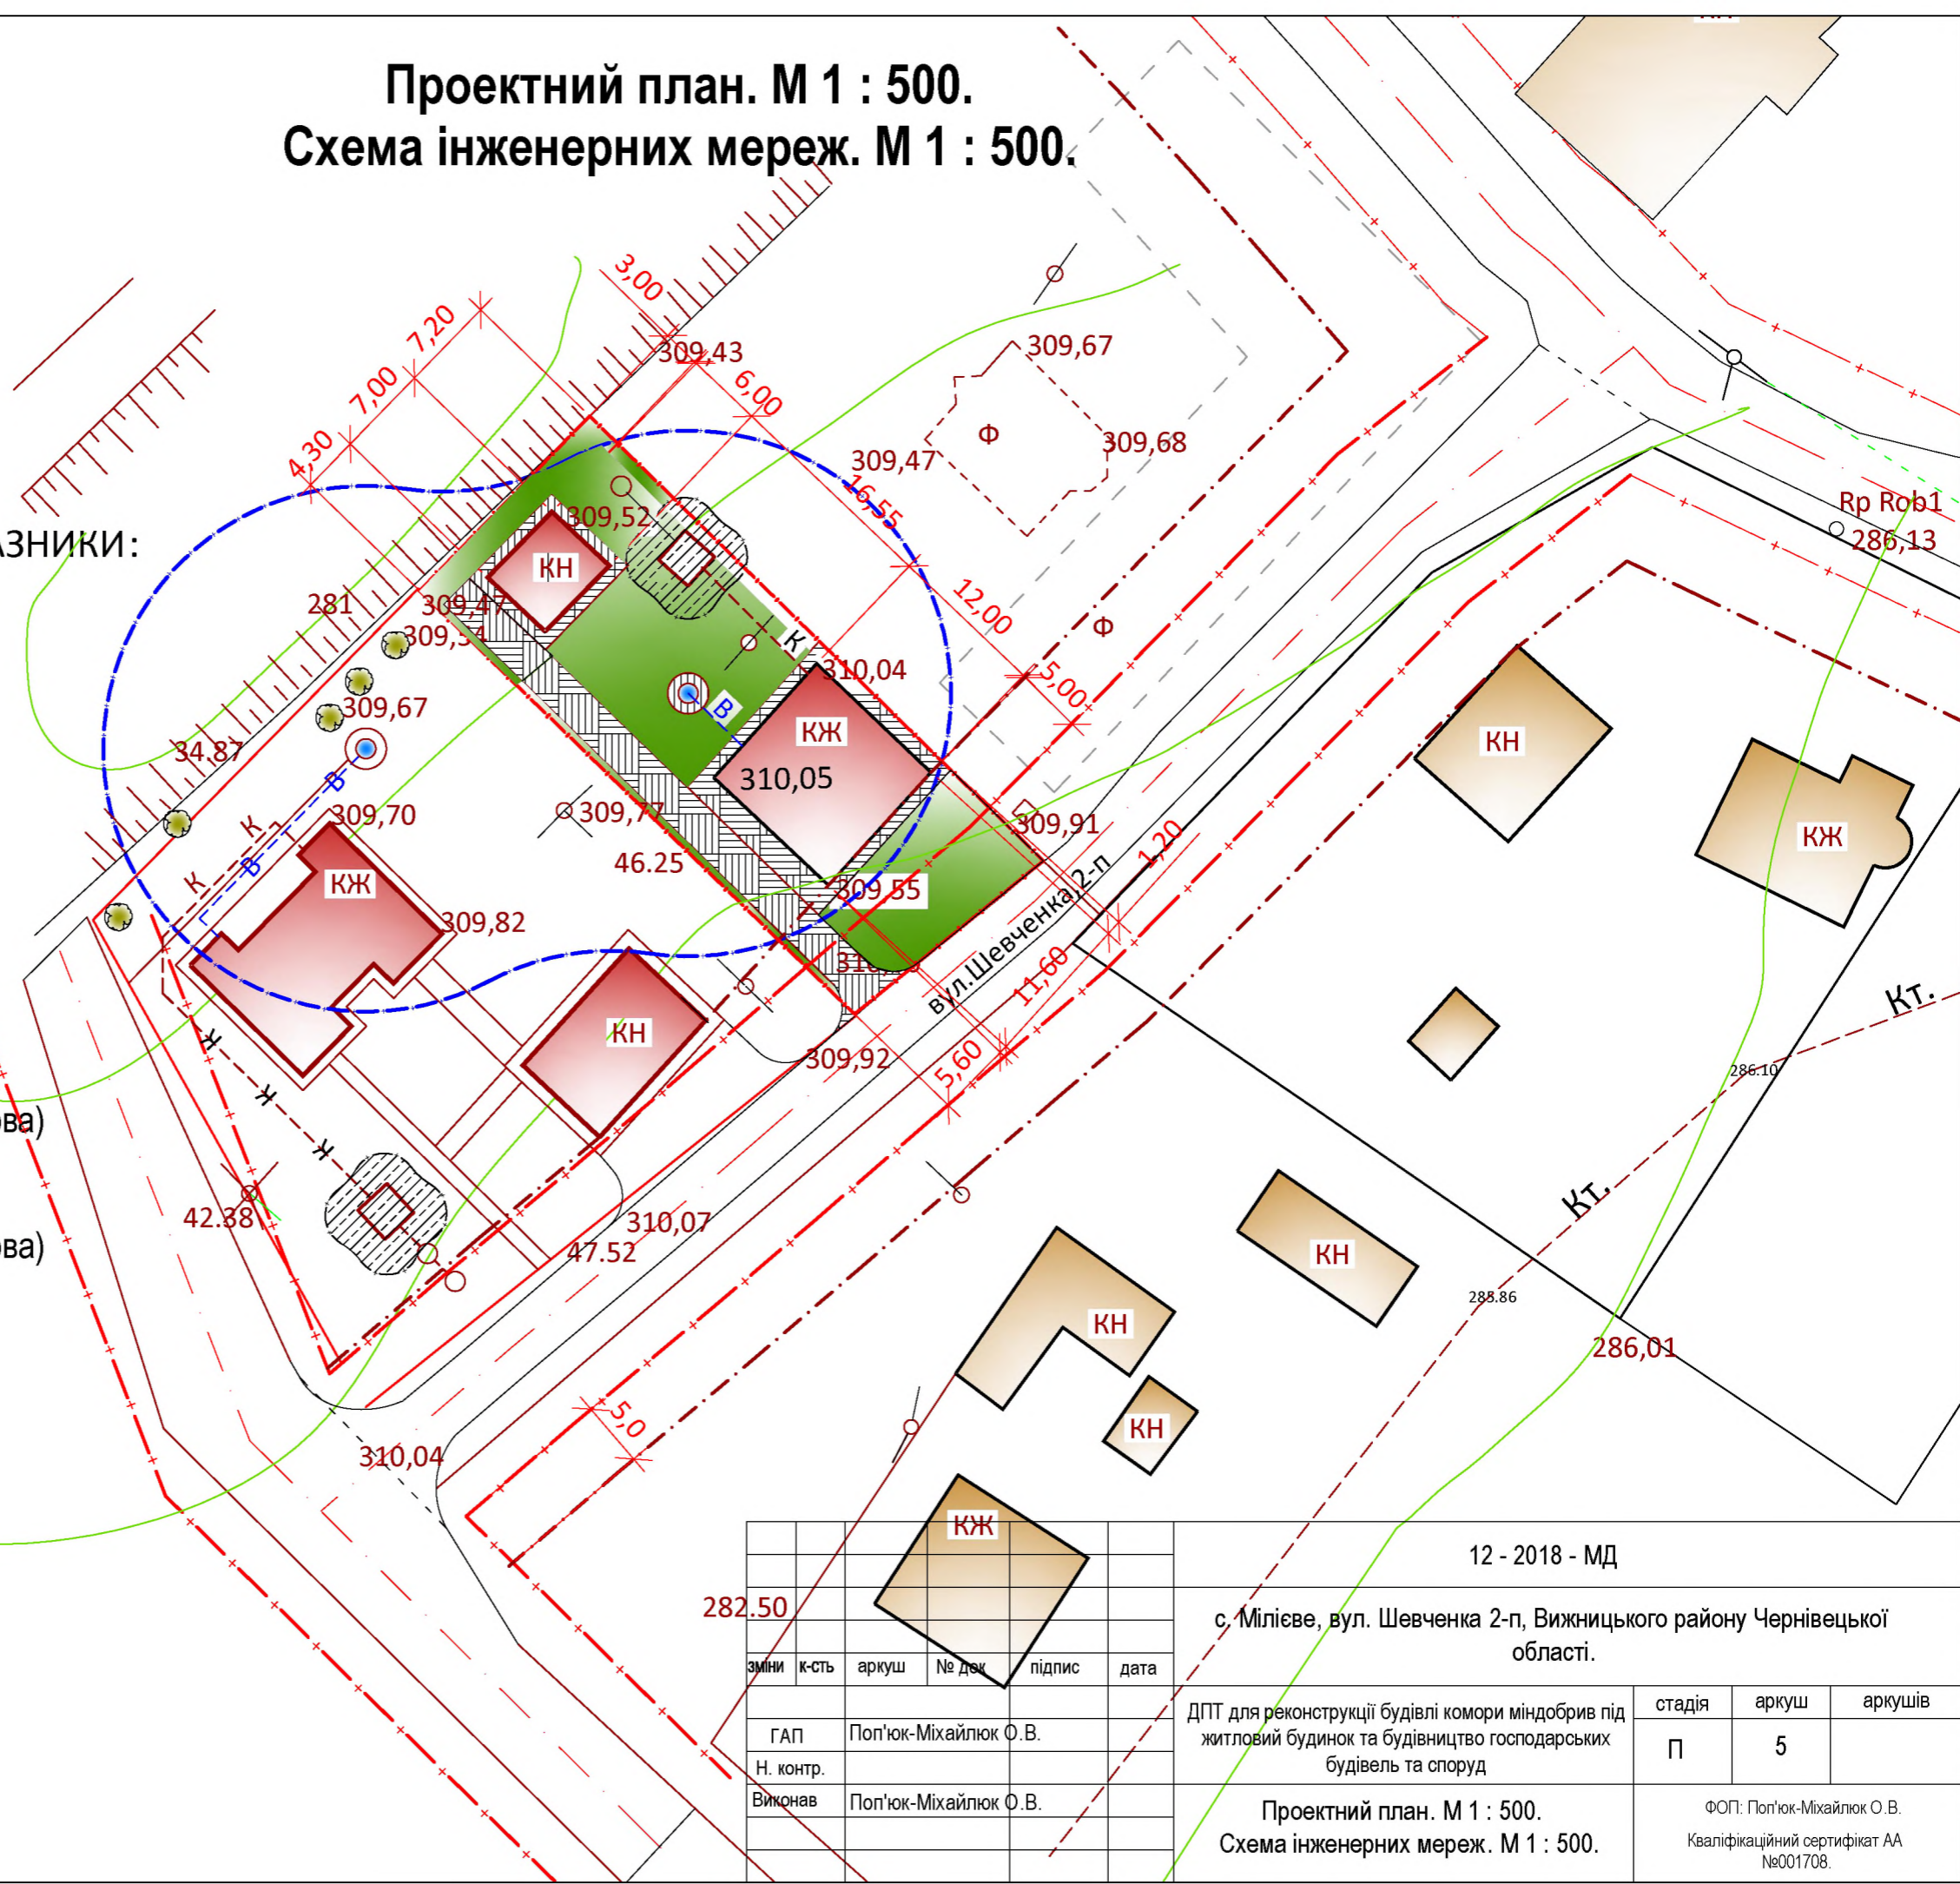 Проектний план. М 1 : 500.
Схема інженерних мереж. М 1 : 500.
3,00
7,20
309,43
309,67
7,00
6,00
4,30
309,47
309,68
16,55
Ф
Rp Rob1
286,13
АЗНИКИ:
309,52
КН
281
309,47
309,54
12,00
Ф
К
310,04
5,00
309,67
В
КЖ
КН
34.87
310,05
В
309,70
309,77
309,91
КЖ
К
46.25
1,20
В
К
КЖ
309.55
309,82
вул.Шевченка,2-п
11,60
Кт.
КН
К
309,92
5,60
286.10
К
ова)
К
Кт.
42.38
310,07
ова)
47.52
КН
285.86
КН
286,01
5,0
КН
310,04
КЖ
282.50
12 - 2018 - МД
с. Мілієве, вул. Шевченка 2-п, Вижницького району Чернівецької
області.
зміни к-сть аркуш № док підпис дата
ДПТ для реконструкції будівлі комори міндобрив під
житловий будинок та будівництво господарських
будівель та споруд
стадія аркуш аркушів
П 5
ГАП Поп'юк-Міхайлюк О.В.
Н. контр.
Виконав Поп'юк-Міхайлюк О.В.
Проектний план. М 1 : 500.
Схема інженерних мереж. М 1 : 500.
ФОП: Поп'юк-Міхайлюк О.В.
Кваліфікаційний сертифікат АА
№001708.